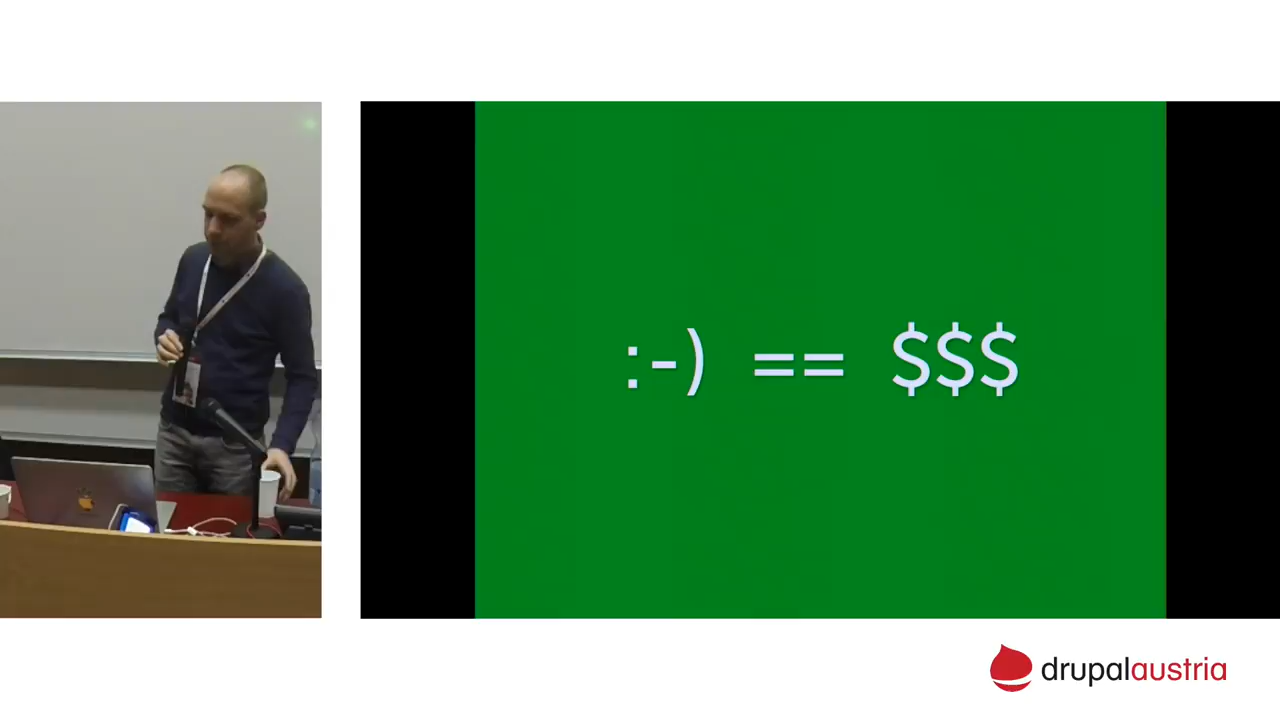 :-) == $$$
drupalaustria